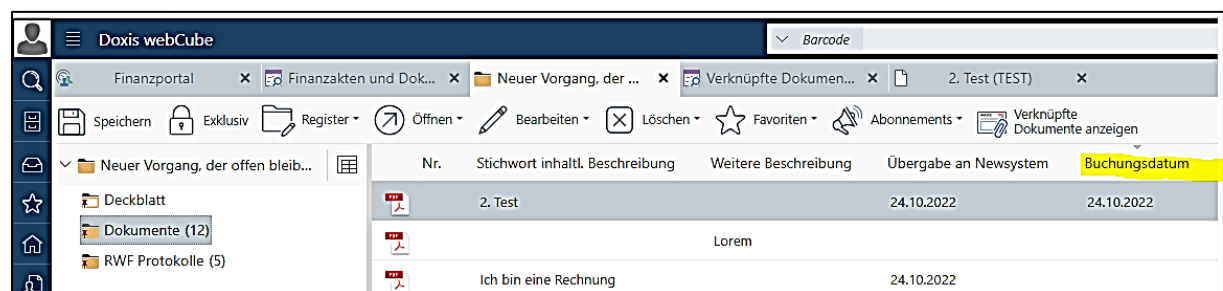 Doxis webCube
Barcode
Finanzportal
Finanzakten und Dok...
Neuer Vorgang, der ...
Verknüpfte Dokumen...
2. Test (TEST)
Speichern
Exklusiv
Register
Öffnen
Bearbeiten
Löschen
Favoriten
Abonnements
Verknüpfte
Dokumente anzeigen
Neuer Vorgang, der offen bleib...
Nr.
Stichwort inhaltl. Beschreibung
Weitere Beschreibung
Übergabe an Newsystem
Buchungsdatum
Deckblatt
PDF
2. Test
24.10.2022
24.10.2022
Dokumente (12)
PDF
Lorem
RWF Protokolle (5)
PDF
Ich bin eine Rechnung
24.10.2022